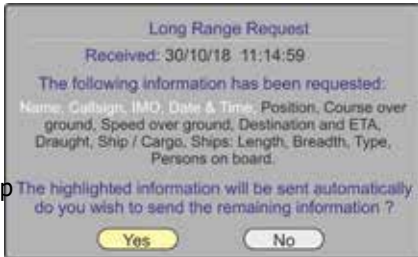 Long Range Request
Received: 30/10/18 11:14:59
The following information has been requested:
Name, Callsign, IMO, Date & Time, Position, Course over
ground, Speed over ground, Destination and ETA,
Draught, Ship / Cargo, Ships: Length, Breadth, Type,
Persons on board.
p The highlighted information will be sent automatically
do you wish to send the remaining information ?
Yes No